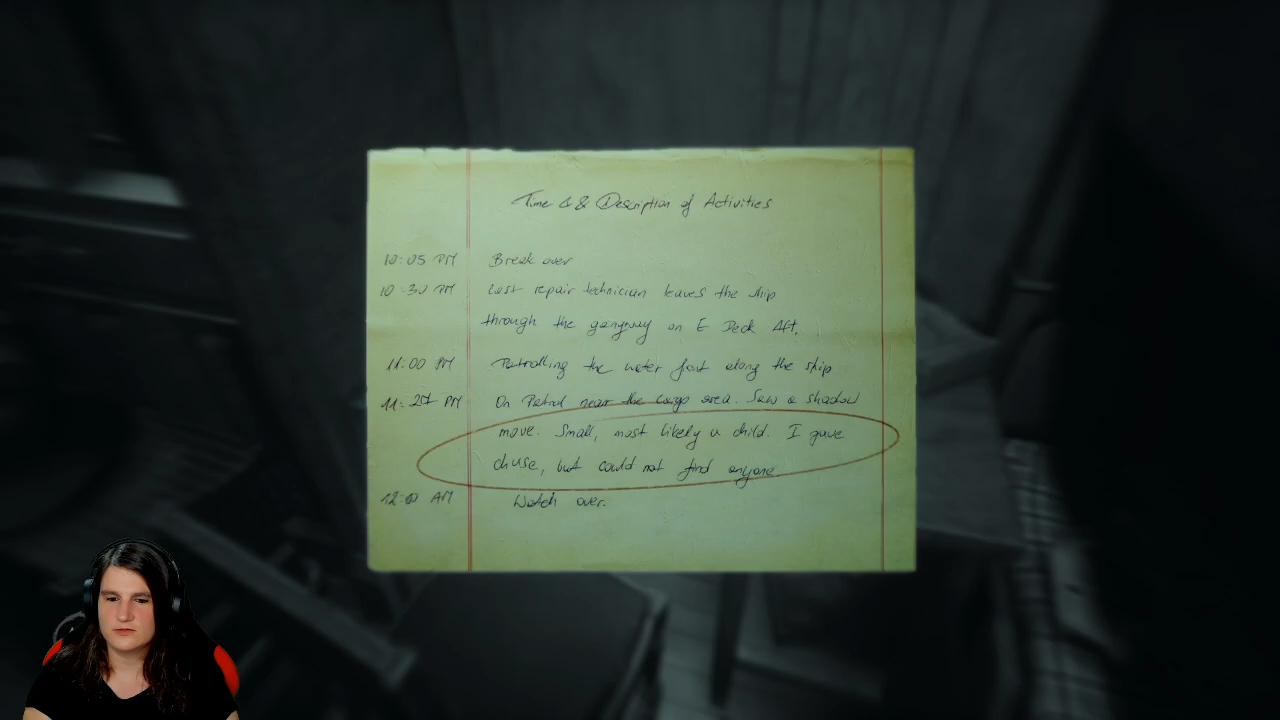 Time & Description of Activities
10:05 PM Break over
10:30 PM Last repair technician leaves the ship
through the gangway on E Deck Aft.
11:00 PM Patrolling the water font along the ship
11:27 PM On Patrol near the cargo area. Saw a shadow
move. Small, most likely a child. I gave
chase, but could not find anyone
12:00 AM Watch over.